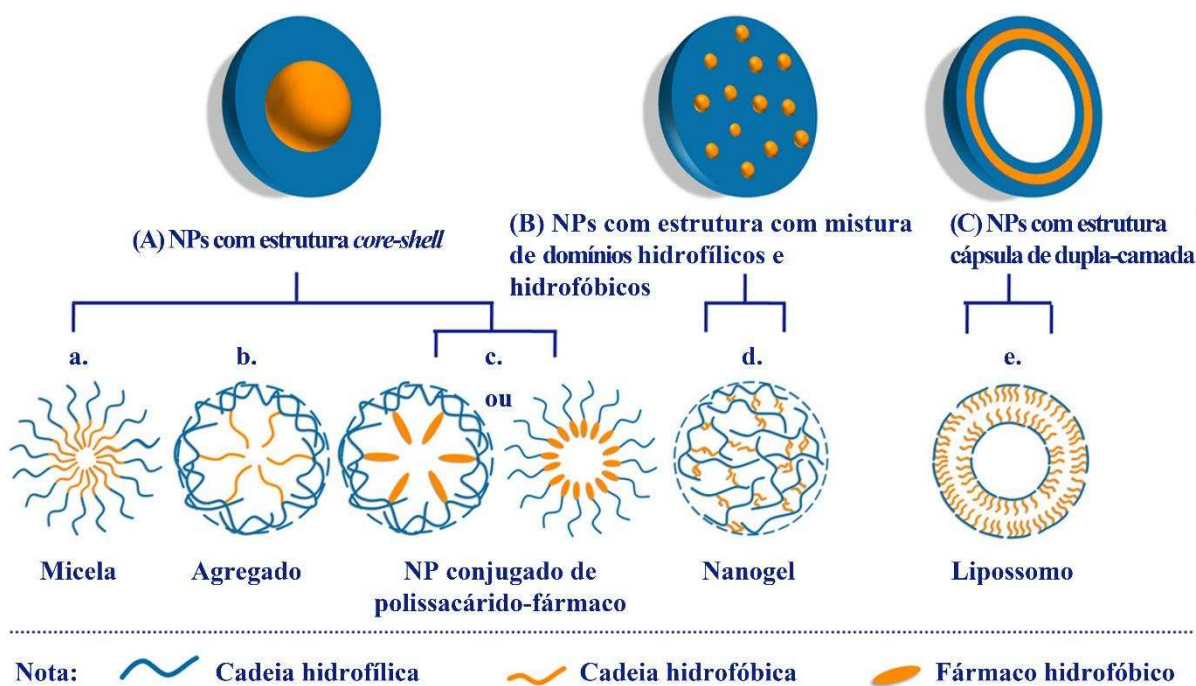 (A) NPs com estrutura core-shell
(B) NPs com estrutura com mistura
de domínios hidrofílicos e
hidrofóbicos
(C) NPs com estrutura
cápsula de dupla-camada
a.
b.
c.
ou
d.
e.
Micela
Agregado
NP conjugado de
polissacárido-fármaco
Nanogel
Lipossomo
Nota:
Cadeia hidrofílica
Cadeia hidrofóbica
Fármaco hidrofóbico